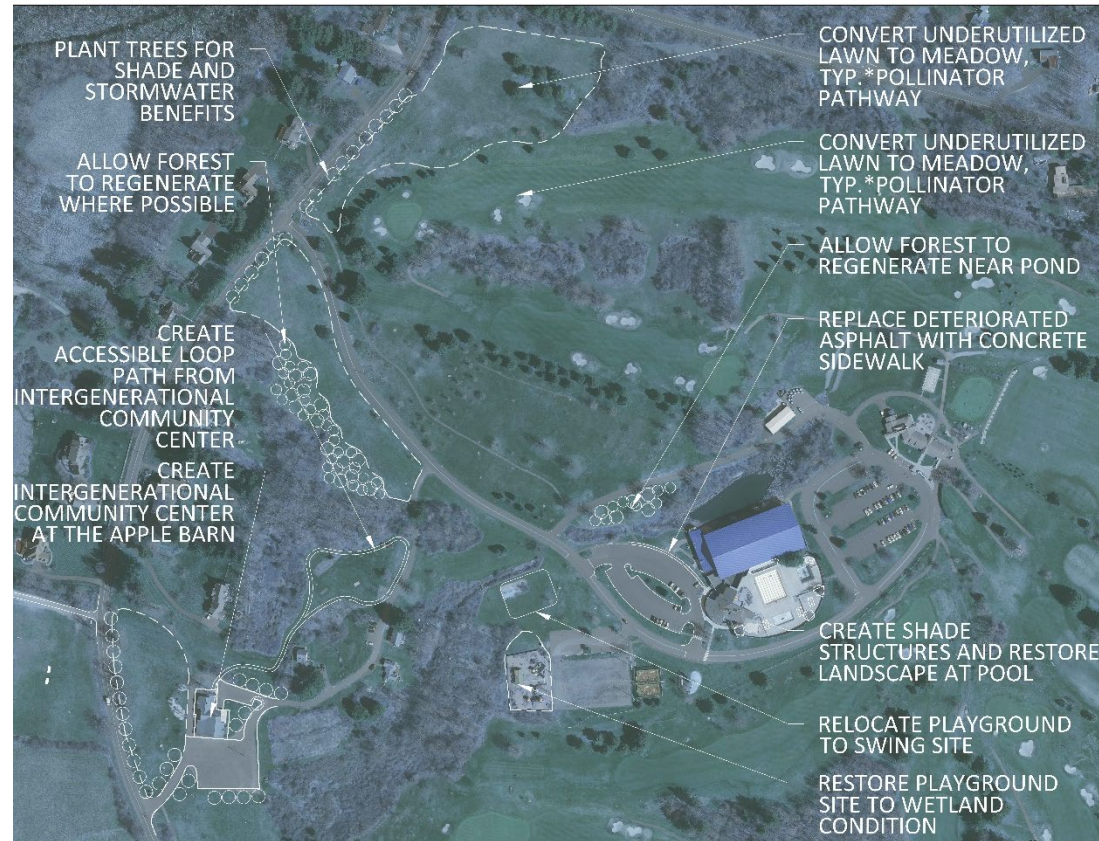 PLANT TREES FOR
SHADE AND
STORMWATER
BENEFITS
ALLOW FOREST
TO REGENERATE
WHERE POSSIBLE
CREATE
ACCESSIBLE LOOP
PATH FROM
INTERGENERATIONAL
COMMUNITY
CENTER
CREATE
INTERGENERATIONAL
COMMUNITY CENTER
AT THE APPLE BARN
CONVERT UNDERUTILIZED
LAWN TO MEADOW,
TYP.*POLLINATOR
PATHWAY
CONVERT UNDERUTILIZED
LAWN TO MEADOW,
TYP.*POLLINATOR
PATHWAY
ALLOW FOREST TO
REGENERATE NEAR POND
REPLACE DETERIORATED
ASPHALT WITH CONCRETE
SIDEWALK
CREATE SHADE
STRUCTURES AND RESTORE
LANDSCAPE AT POOL
RELOCATE PLAYGROUND
TO SWING SITE
RESTORE PLAYGROUND
SITE TO WETLAND
CONDITION